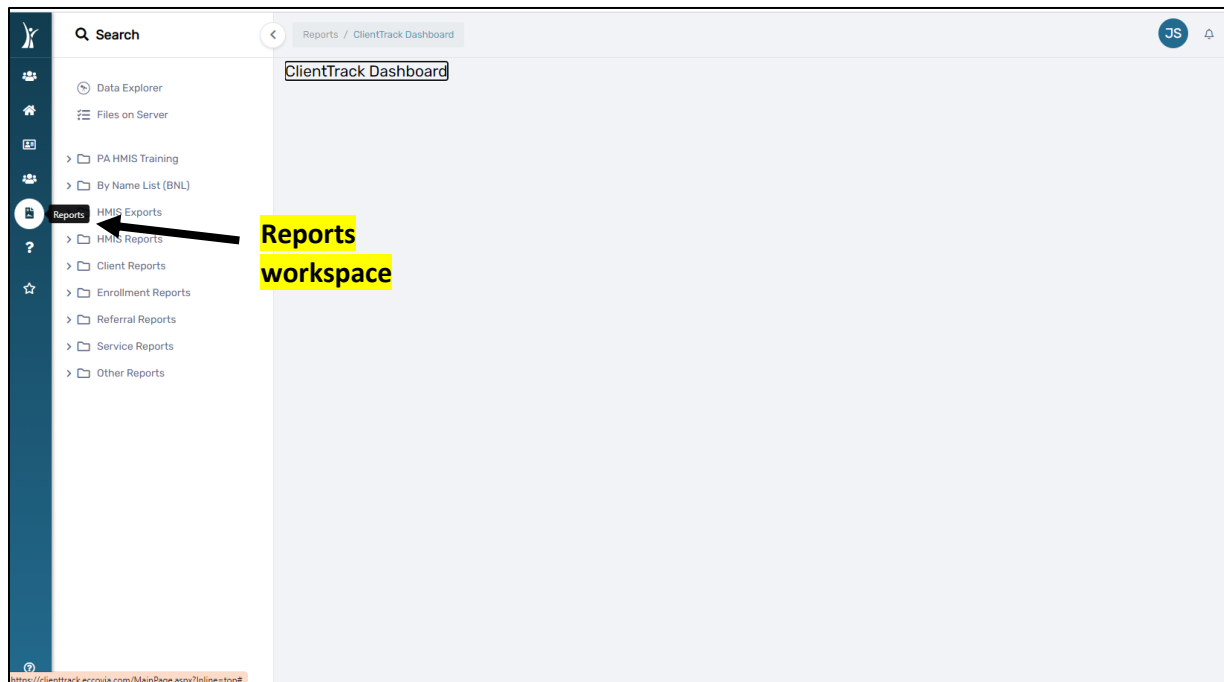 Search
Reports / ClientTrack Dashboard
JS
ClientTrack Dashboard
Data Explorer
Files on Server
PA HMIS Training
By Name List (BNL)
HMIS Exports
Reports
HMIS Reports
Client Reports
Enrollment Reports
Referral Reports
Service Reports
Other Reports
Reports
workspace
?
https://clienttrack.eccovia.com/MainPage.aspx?Inline=top#